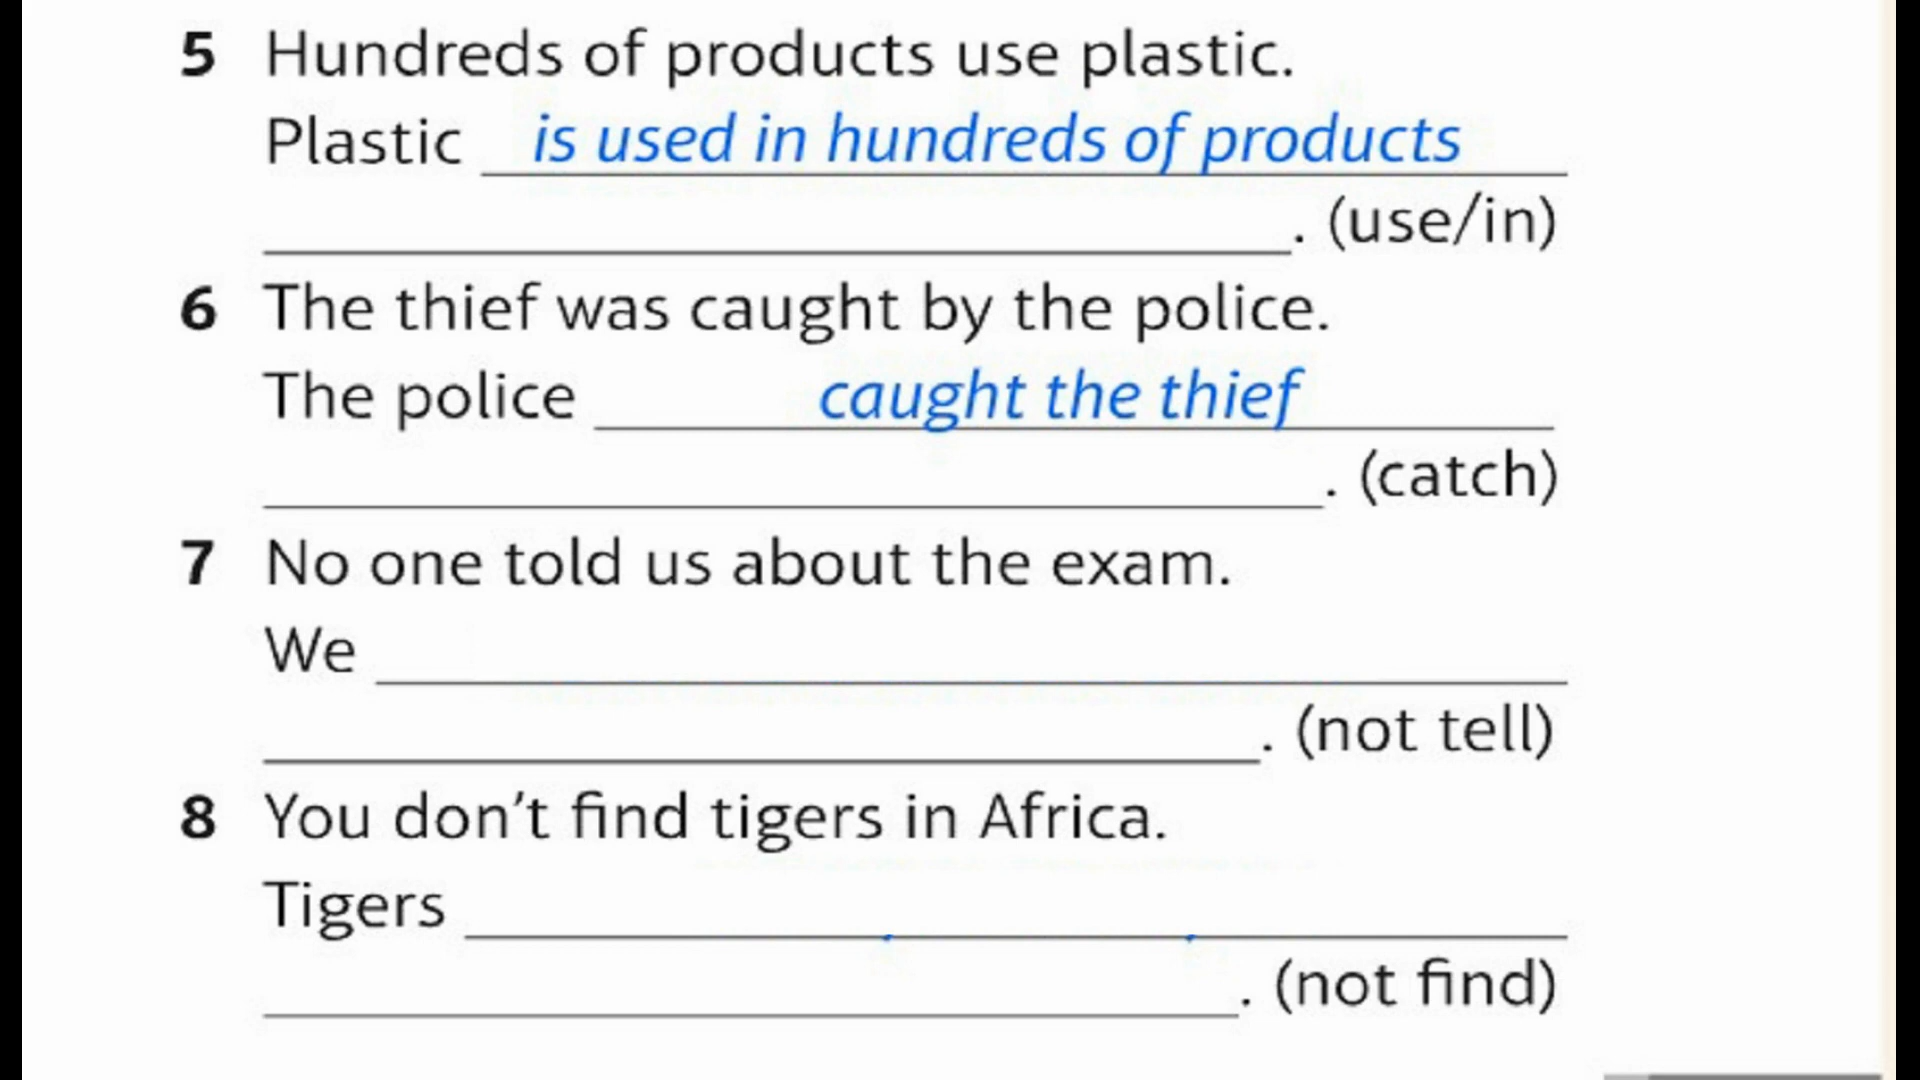 5 Hundreds of products use plastic.
Plastic is used in hundreds of products
. (use/in)
6 The thief was caught by the police.
The police caught the thief
. (catch)
7 No one told us about the exam.
We
. (not tell)
8 You don’t find tigers in Africa.
Tigers
. (not find)